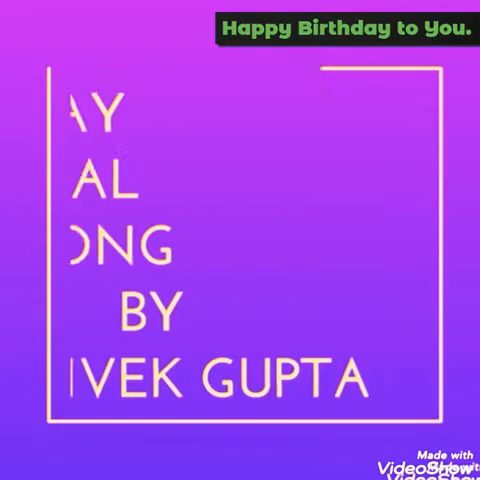 Happy Birthday to You.
AY
AL
ONG
BY
IVEK GUPTA
Made with
VideoShow